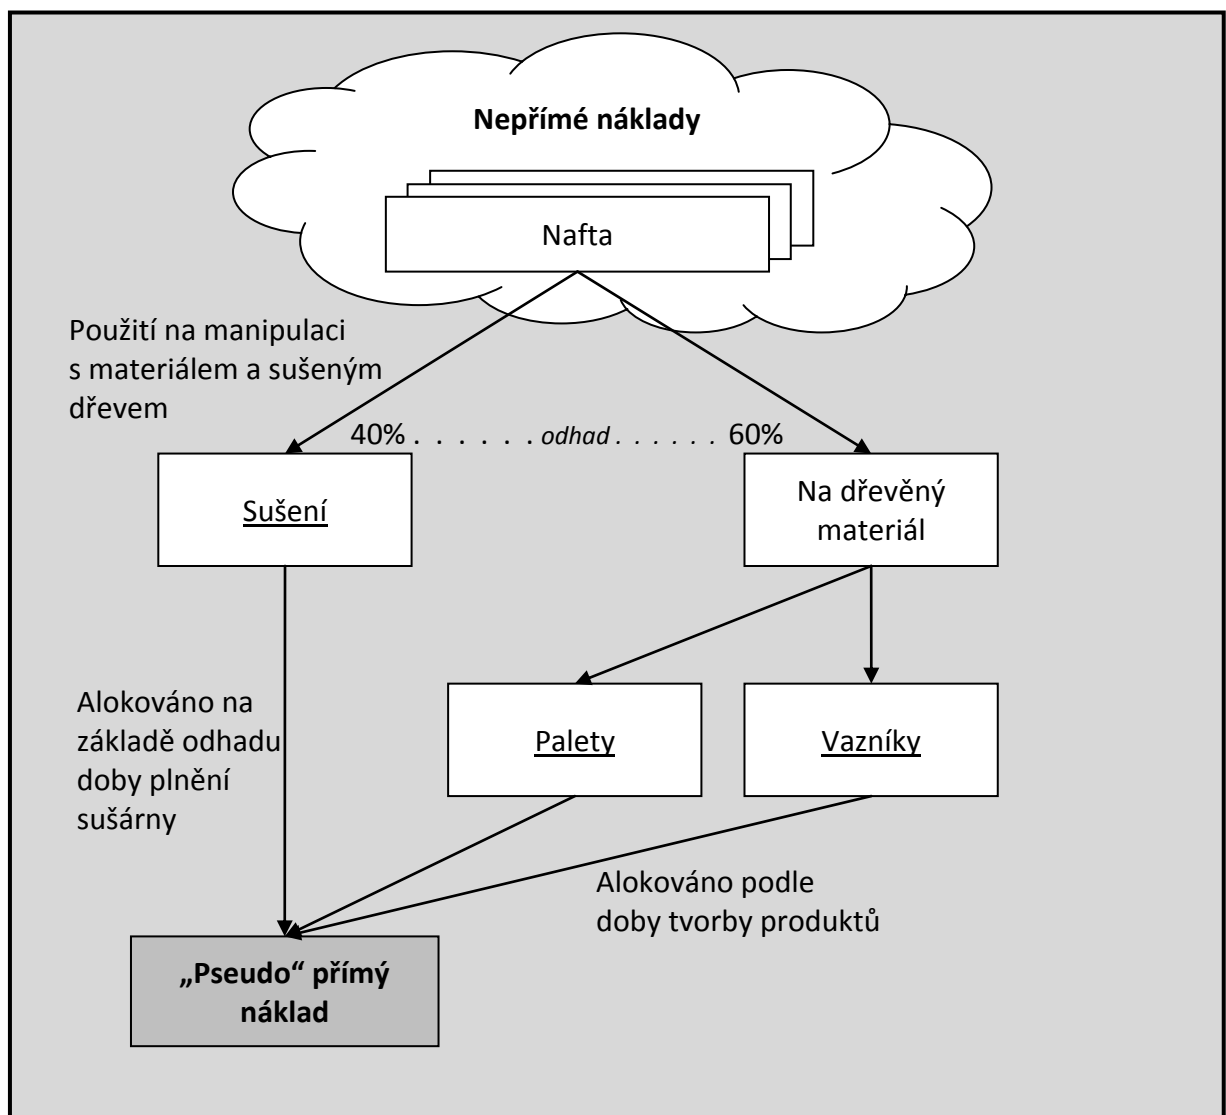 Nepřímé náklady
Nafta
Použití na manipulaci
s materiálem a sušeným
dřevem
40% . . . . . . odhad . . . . . . 60%
Sušení
Na dřevěný
materiál
Alokováno na
základě odhadu
doby plnění
sušárny
Palety
Vazníky
Alokováno podle
doby tvorby produktů
„Pseudo“ přímý
náklad